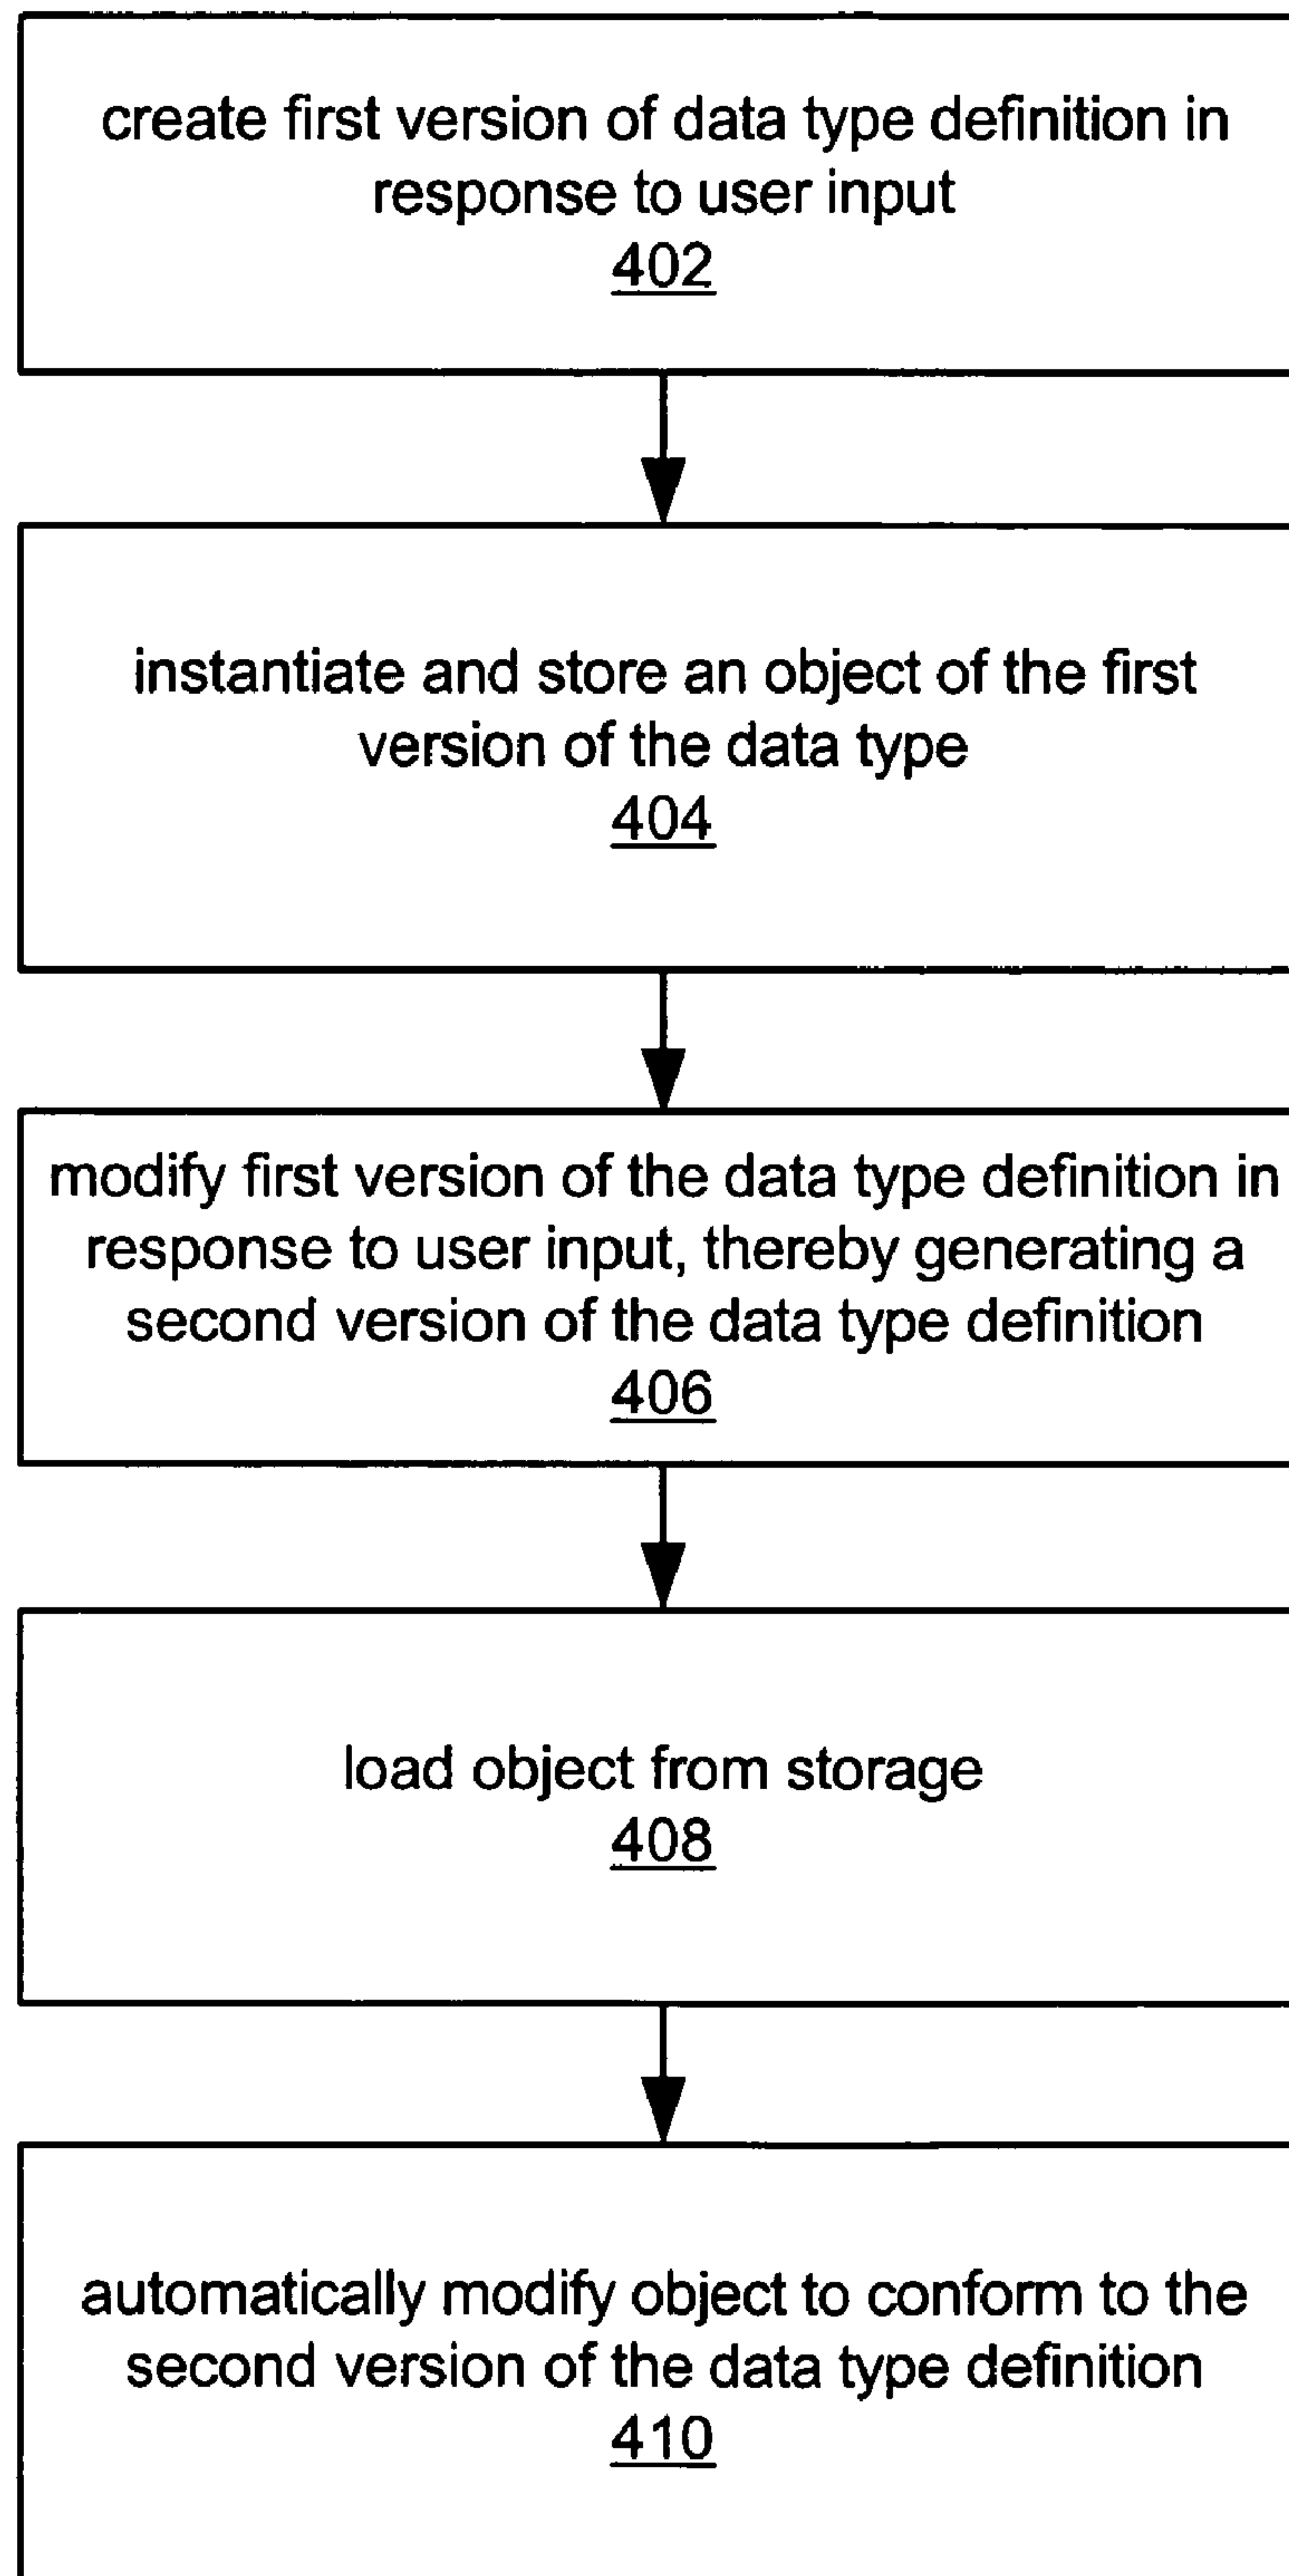 create first version of data type definition in
response to user input
402
instantiate and store an object of the first
version of the data type
404
modify first version of the data type definition in
response to user input, thereby generating a
second version of the data type definition
406
load object from storage
408
automatically modify object to conform to the
second version of the data type definition
410